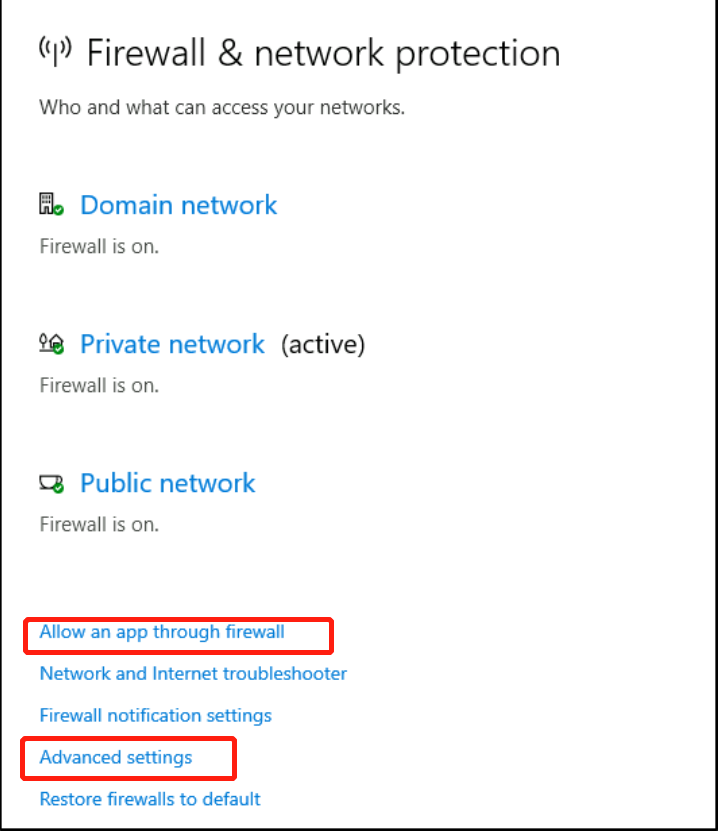 Firewall & network protection
Who and what can access your networks.
Domain network
Firewall is on.
Private network (active)
Firewall is on.
Public network
Firewall is on.
Allow an app through firewall
Network and Internet troubleshooter
Firewall notification settings
Advanced settings
Restore firewalls to default